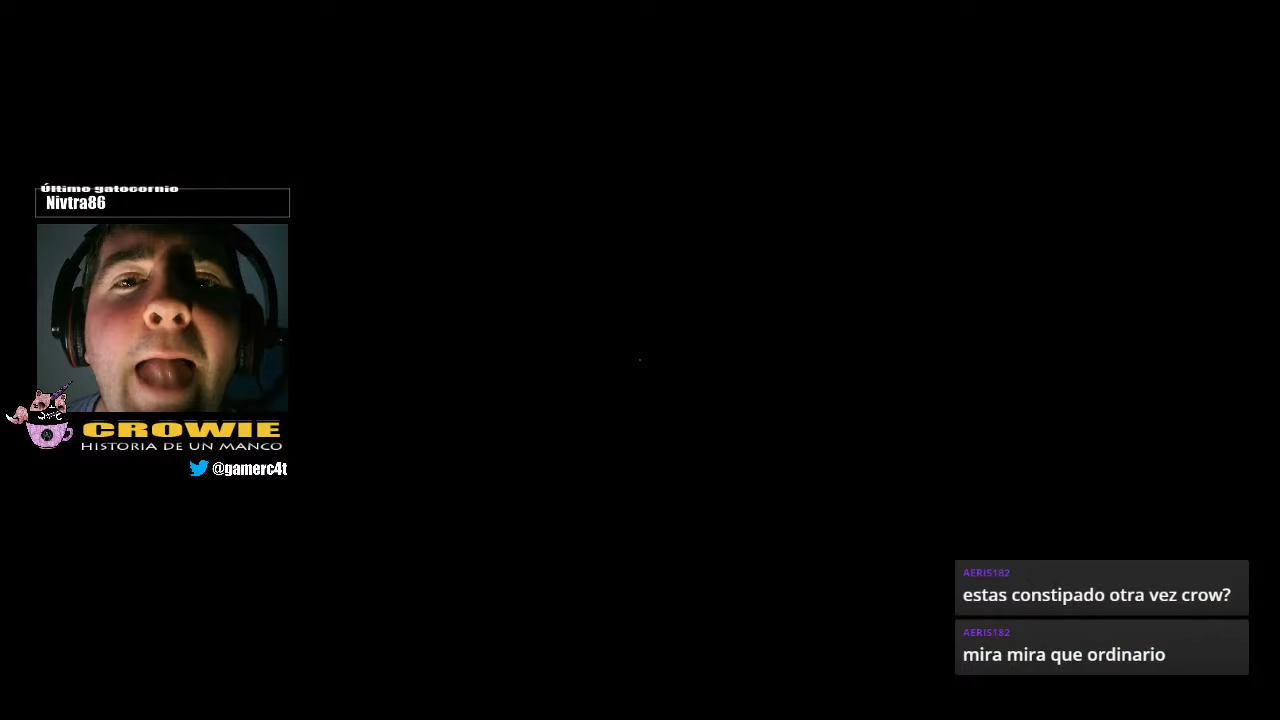 Último gatocornio
Nivtra86
CROWIE
HISTORIA DE UN MANCO
@gamerc4t
AERIS182
estas constipado otra vez crow?
AERIS182
mira mira que ordinario